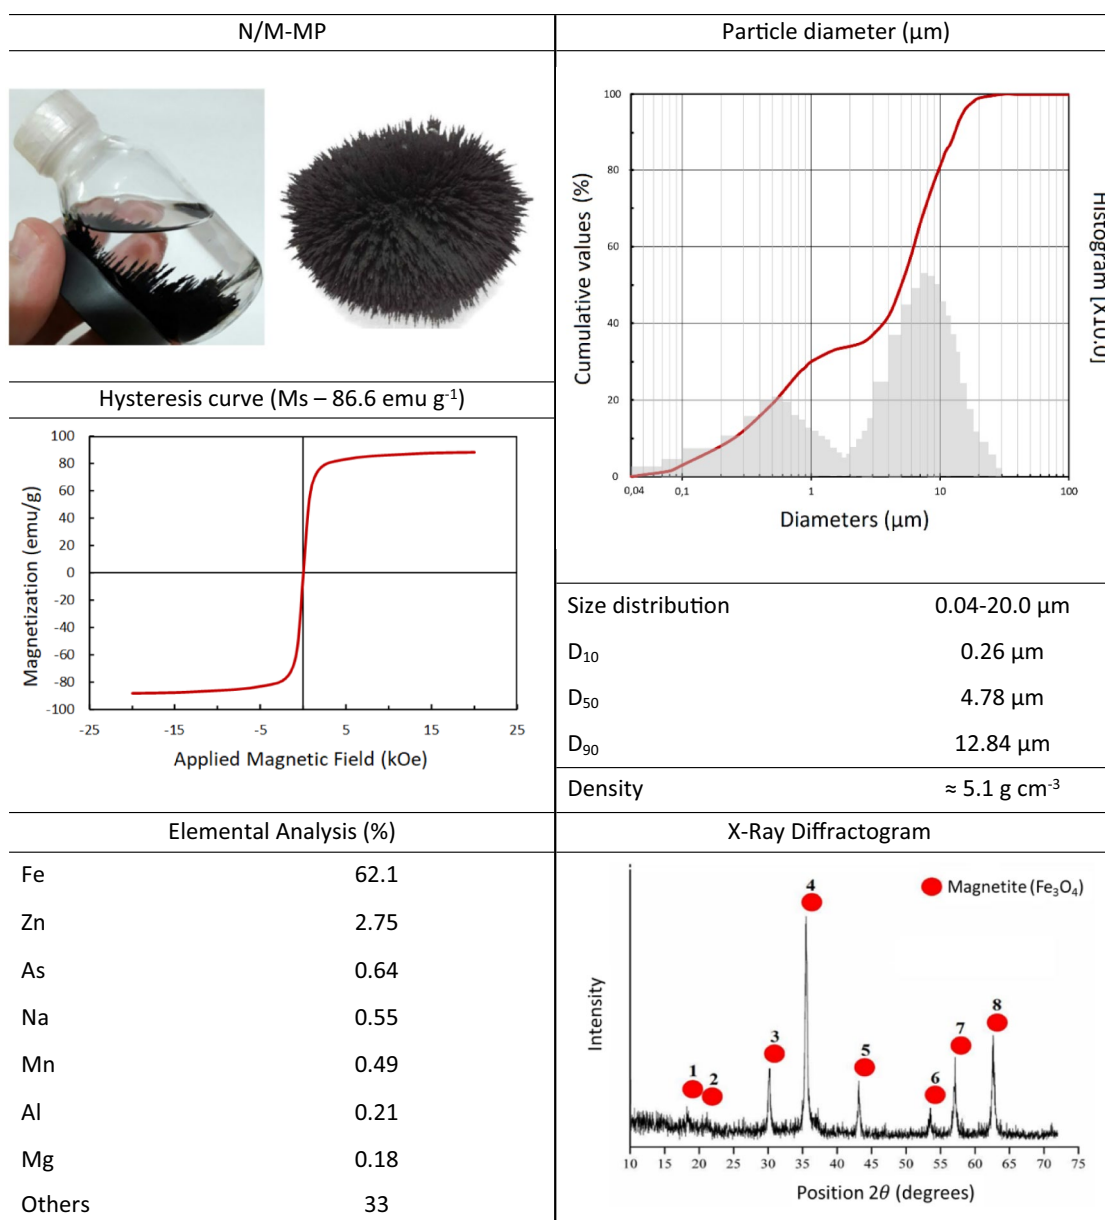 N/M-MP
Particle diameter (μm)
100
80
60
40
20
0
Cumulative values (%)
Histogram [X10.0]
0,04 0,1 1 10 100
Diameters (μm)
Hysteresis curve (Ms – 86.6 emu g-1)
100
80
60
40
20
0
-20
-40
-60
-80
-100
Magnetization (emu/g)
-25 -15 -5 5 15 25
Applied Magnetic Field (kOe)
Size distribution 0.04-20.0 μm
D10 0.26 μm
D50 4.78 μm
D90 12.84 μm
Density ≈ 5.1 g cm-3
Elemental Analysis (%)
Fe 62.1
Zn 2.75
As 0.64
Na 0.55
Mn 0.49
Al 0.21
Mg 0.18
Others 33
X-Ray Diffractogram
Magnetite (Fe3O4)
1 2 3 4 5 6 7 8
Intensity
10 15 20 25 30 35 40 45 50 55 60 65 70 75
Position 2θ (degrees)